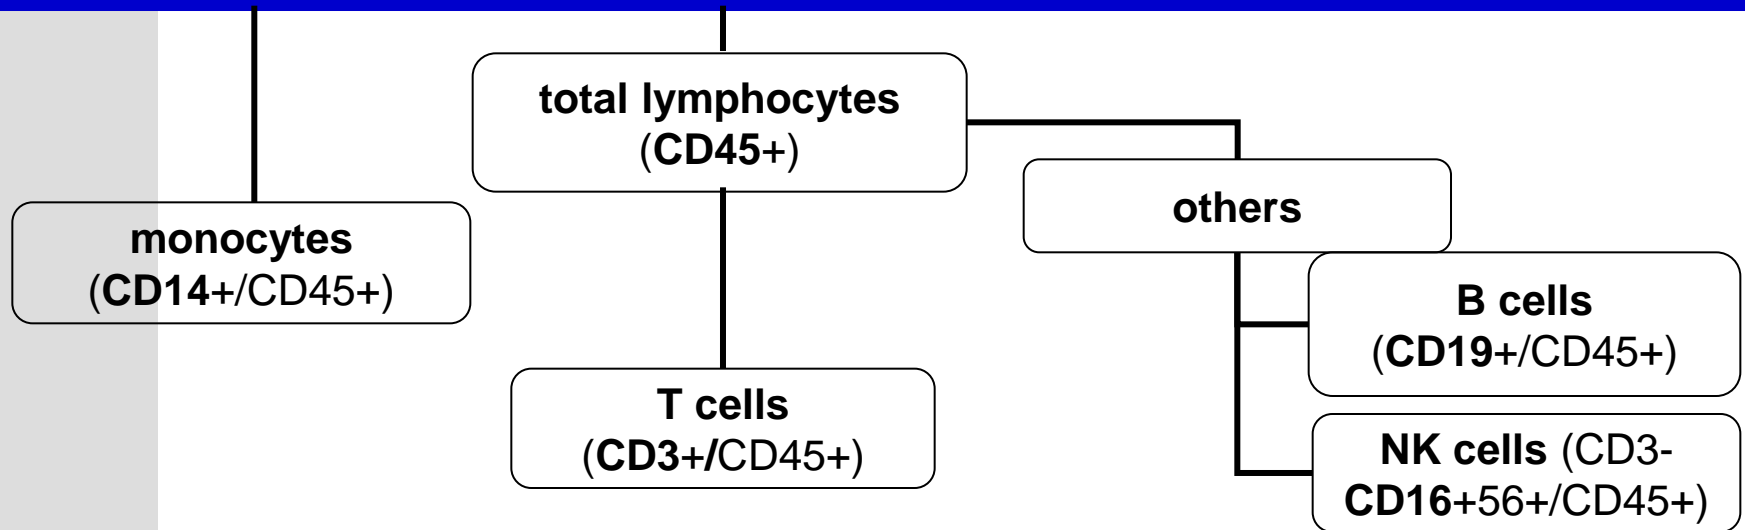 total lymphocytes
(CD45+)
others
monocytes
(CD14+/CD45+)
B cells
(CD19+/CD45+)
T cells
(CD3+/CD45+)
NK cells (CD3-
CD16+56+/CD45+)